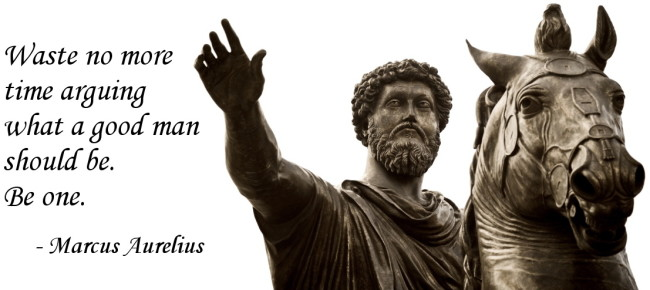 Waste no more
time arguing
what a good man
should be.
Be one.
- Marcus Aurelius